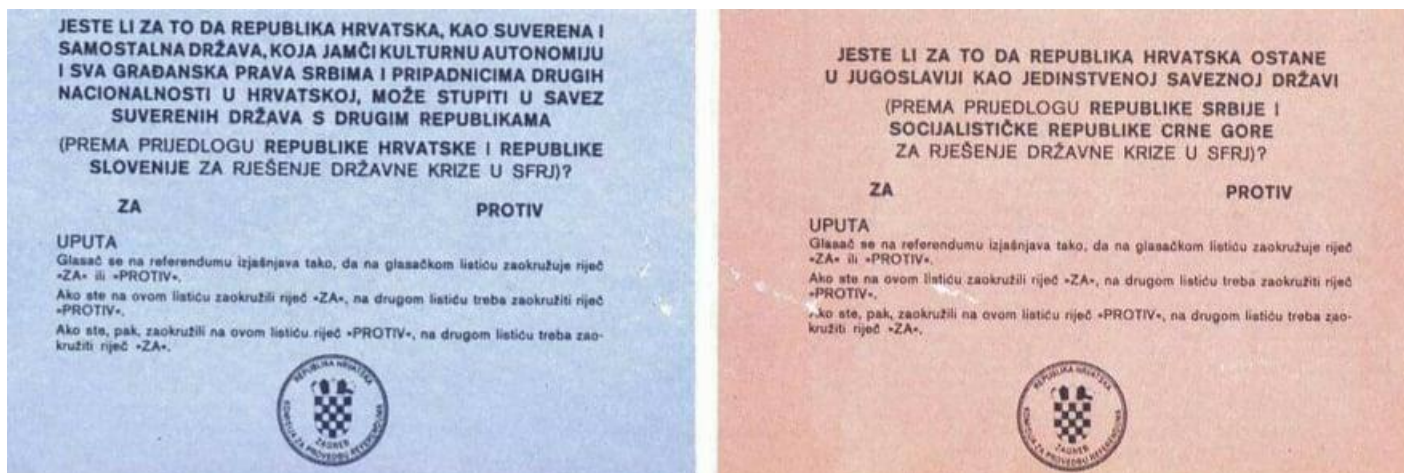 JESTE LI ZA TO DA REPUBLIKA HRVATSKA, KAO SUVERENA I
SAMOSTALNA DRŽAVA, KOJA JAMČI KULTURNU AUTONOMIJU
I SVA GRAĐANSKA PRAVA SRBIMA I PRIPADNICIMA DRUGIH
NACIONALNOSTI U HRVATSKOJ, MOŽE STUPITI U SAVEZ
SUVERENIH DRŽAVA S DRUGIM REPUBLIKAMA
(PREMA PRIJEDLOGU REPUBLIKE HRVATSKE I REPUBLIKE
SLOVENIJE ZA RJEŠENJE DRŽAVNE KRIZE U SFRJ)?
ZA PROTIV
UPUTA
Glasač se na referendumu izjašnjava tako, da na glasačkom listiću zaokružuje riječ
»ZA« ili »PROTIV«.
Ako ste na ovom listiću zaokružili riječ »ZA«, na drugom listiću treba zaokružiti riječ
»PROTIV«.
Ako ste, pak, zaokružili na ovom listiću riječ »PROTIV«, na drugom listiću treba zao-
kružiti riječ »ZA«.
REPUBLIKA HRVATSKA
KOMISIJA ZA PROVEDBU REFERENDUMA
ZAGREB
JESTE LI ZA TO DA REPUBLIKA HRVATSKA OSTANE
U JUGOSLAVIJI KAO JEDINSTVENOJ SAVEZNOJ DRŽAVI
(PREMA PRIJEDLOGU REPUBLIKE SRBIJE I
SOCIJALISTIČKE REPUBLIKE CRNE GORE
ZA RJEŠENJE DRŽAVNE KRIZE U SFRJ)?
ZA PROTIV
UPUTA
Glasač se na referendumu izjašnjava tako, da na glasačkom listiću zaokružuje riječ
»ZA« ili »PROTIV«.
Ako ste na ovom listiću zaokružili riječ »ZA«, na drugom listiću treba zaokružiti riječ
»PROTIV«.
Ako ste, pak, zaokružili na ovom listiću riječ »PROTIV«, na drugom listiću treba zao-
kružiti riječ »ZA«.
REPUBLIKA HRVATSKA
KOMISIJA ZA PROVEDBU REFERENDUMA
ZAGREB